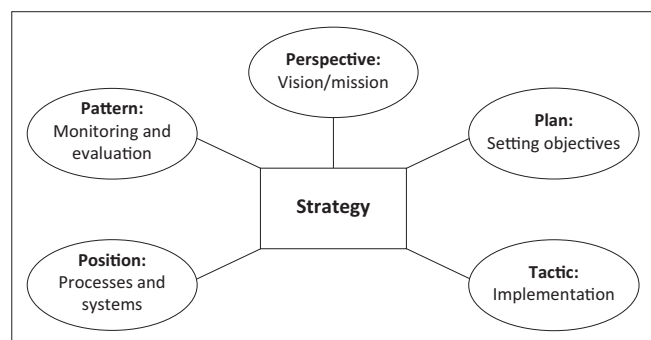 Perspective:
Vision/mission
Pattern:
Monitoring and
evaluation
Plan:
Setting objectives
Strategy
Position:
Processes and
systems
Tactic:
Implementation